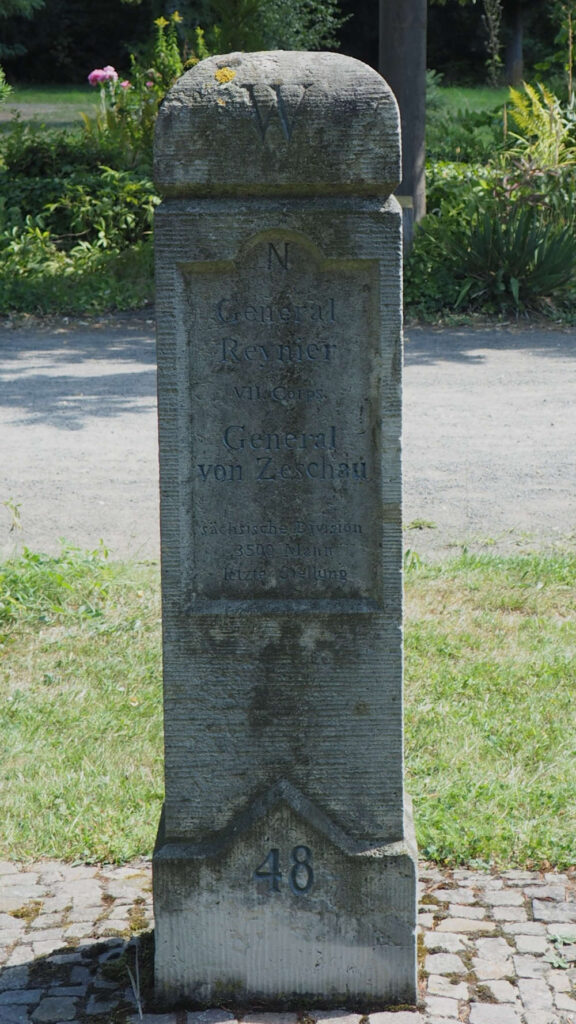 W
N
General
Reynier
VII. Corps.
General
von Zeschau
sächsische Division
3500 Mann
letzte Stellung
48